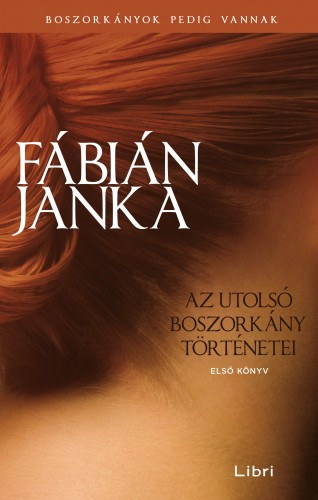 BOSZORKÁNYOK PEDIG VANNAK
FÁBIÁN
JANKA
AZ UTOLSÓ
BOSZORKÁNY
TÖRTÉNETEI
ELSŐ KÖNYV
Libri